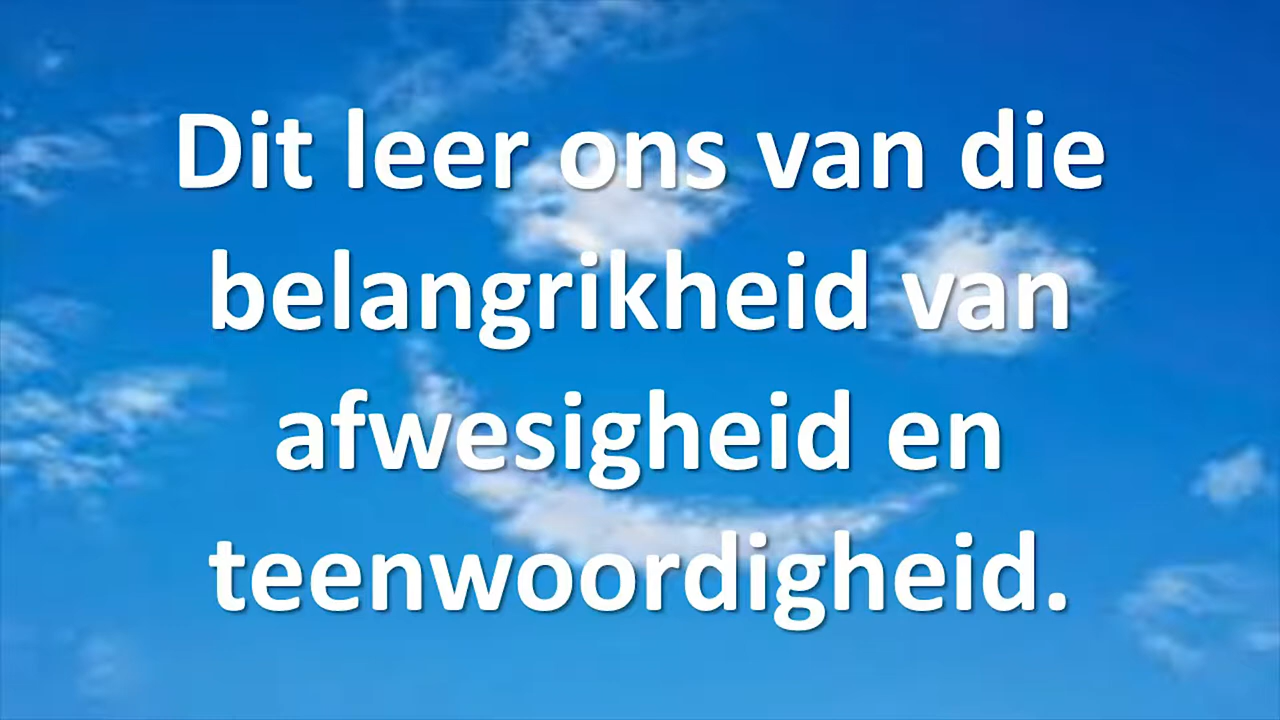 Dit leer ons van die
belangrikheid van
afwesigheid en
teenwoordigheid.